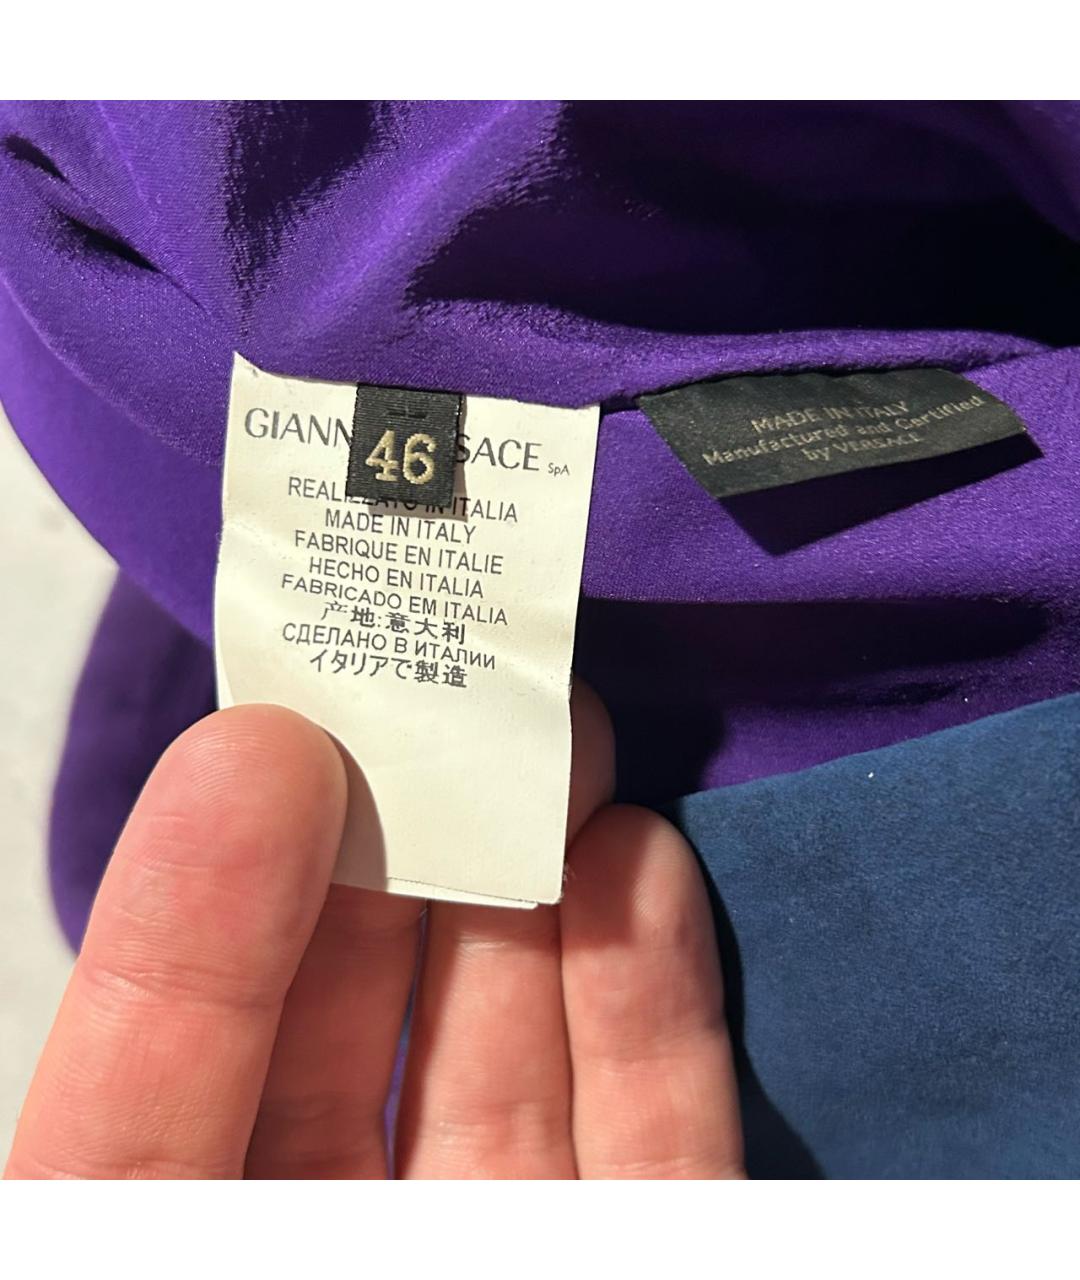 GIANN SACE SpA
46
REALIZZATO IN ITALIA
MADE IN ITALY
FABRIQUE EN ITALIE
HECHO EN ITALIA
FABRICADO EM ITALIA
产地:意大利
СДЕЛАНО В ИТАЛИИ
イタリアで製造
MADE IN ITALY
Manufactured and Certified
by VERSACE